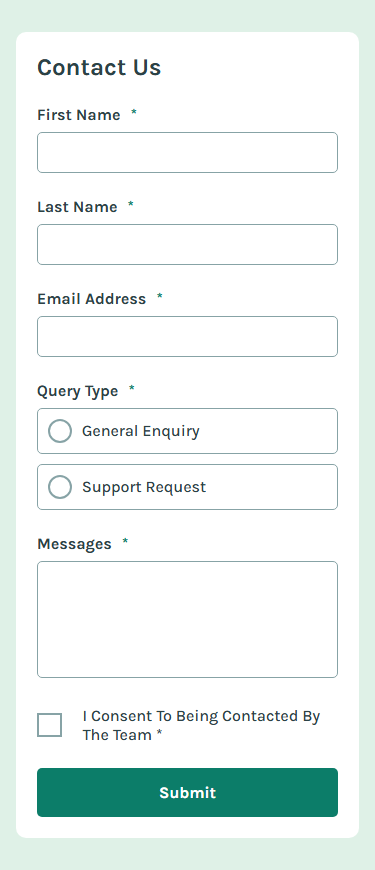 Contact Us
First Name *
Last Name *
Email Address *
Query Type *
General Enquiry
Support Request
Messages *
I Consent To Being Contacted By
The Team *
Submit